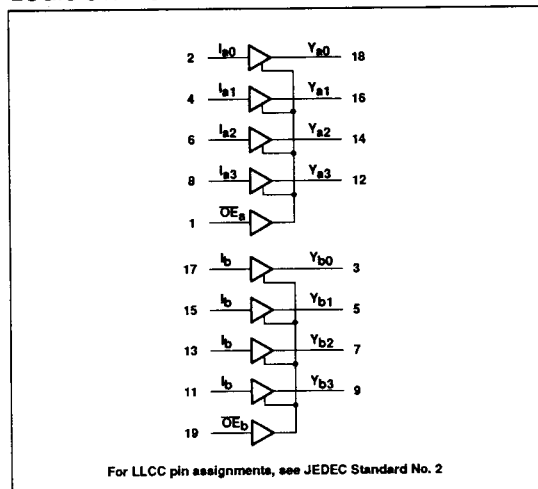 2 Ia0 Ya0 18
4 Ia1 Ya1 16
6 Ia2 Ya2 14
8 Ia3 Ya3 12
1 OEa
17 Ib Yb0 3
15 Ib Yb1 5
13 Ib Yb2 7
11 Ib Yb3 9
19 OEb
For LLCC pin assignments, see JEDEC Standard No. 2